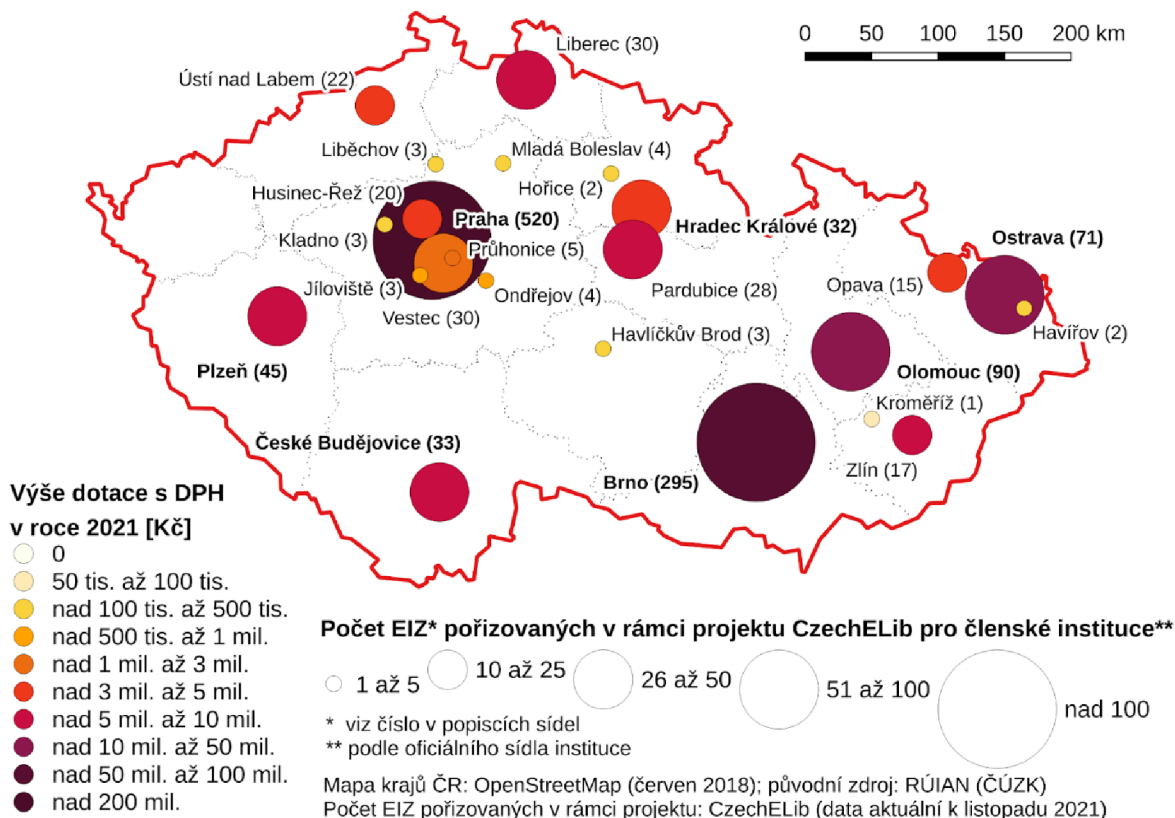 0 50 100 150 200 km
Liberec (30)
Ústí nad Labem (22)
Liběchov (3)
Mladá Boleslav (4)
Husinec-Řež (20)
Hořice (2)
Praha (520)
Hradec Králové (32)
Ostrava (71)
Kladno (3)
Průhonice (5)
Jíloviště (3)
Ondřejov (4)
Pardubice (28)
Opava (15)
Vestec (30)
Havlíčkův Brod (3)
Havířov (2)
Plzeň (45)
Olomouc (90)
Kroměříž (1)
České Budějovice (33)
Zlín (17)
Brno (295)
Výše dotace s DPH
v roce 2021 [Kč]
0
50 tis. až 100 tis.
nad 100 tis. až 500 tis.
nad 500 tis. až 1 mil.
nad 1 mil. až 3 mil.
nad 3 mil. až 5 mil.
nad 5 mil. až 10 mil.
nad 10 mil. až 50 mil.
nad 50 mil. až 100 mil.
nad 200 mil.
Počet EIZ* pořizovaných v rámci projektu CzechELib pro členské instituce**
1 až 5
10 až 25
26 až 50
51 až 100
nad 100
* viz číslo v popiscích sídel
** podle oficiálního sídla instituce
Mapa krajů ČR: OpenStreetMap (červen 2018); původní zdroj: RÚIAN (ČÚZK)
Počet EIZ pořizovaných v rámci projektu: CzechELib (data aktuální k listopadu 2021)